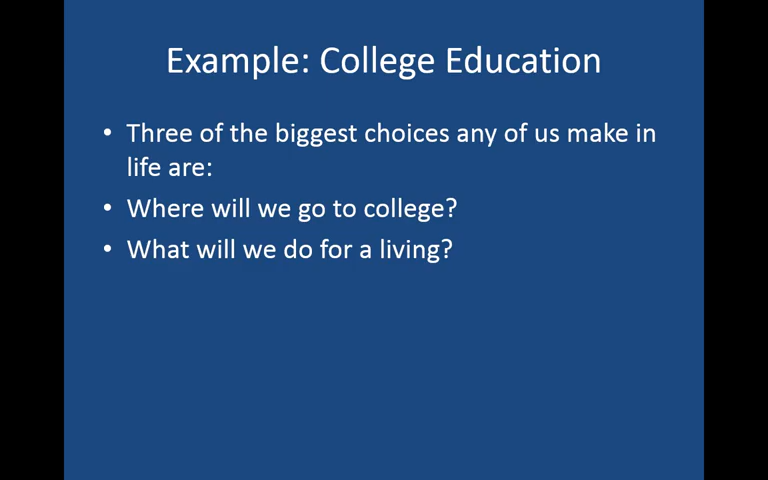 Example: College Education
• Three of the biggest choices any of us make in
life are:
• Where will we go to college?
• What will we do for a living?